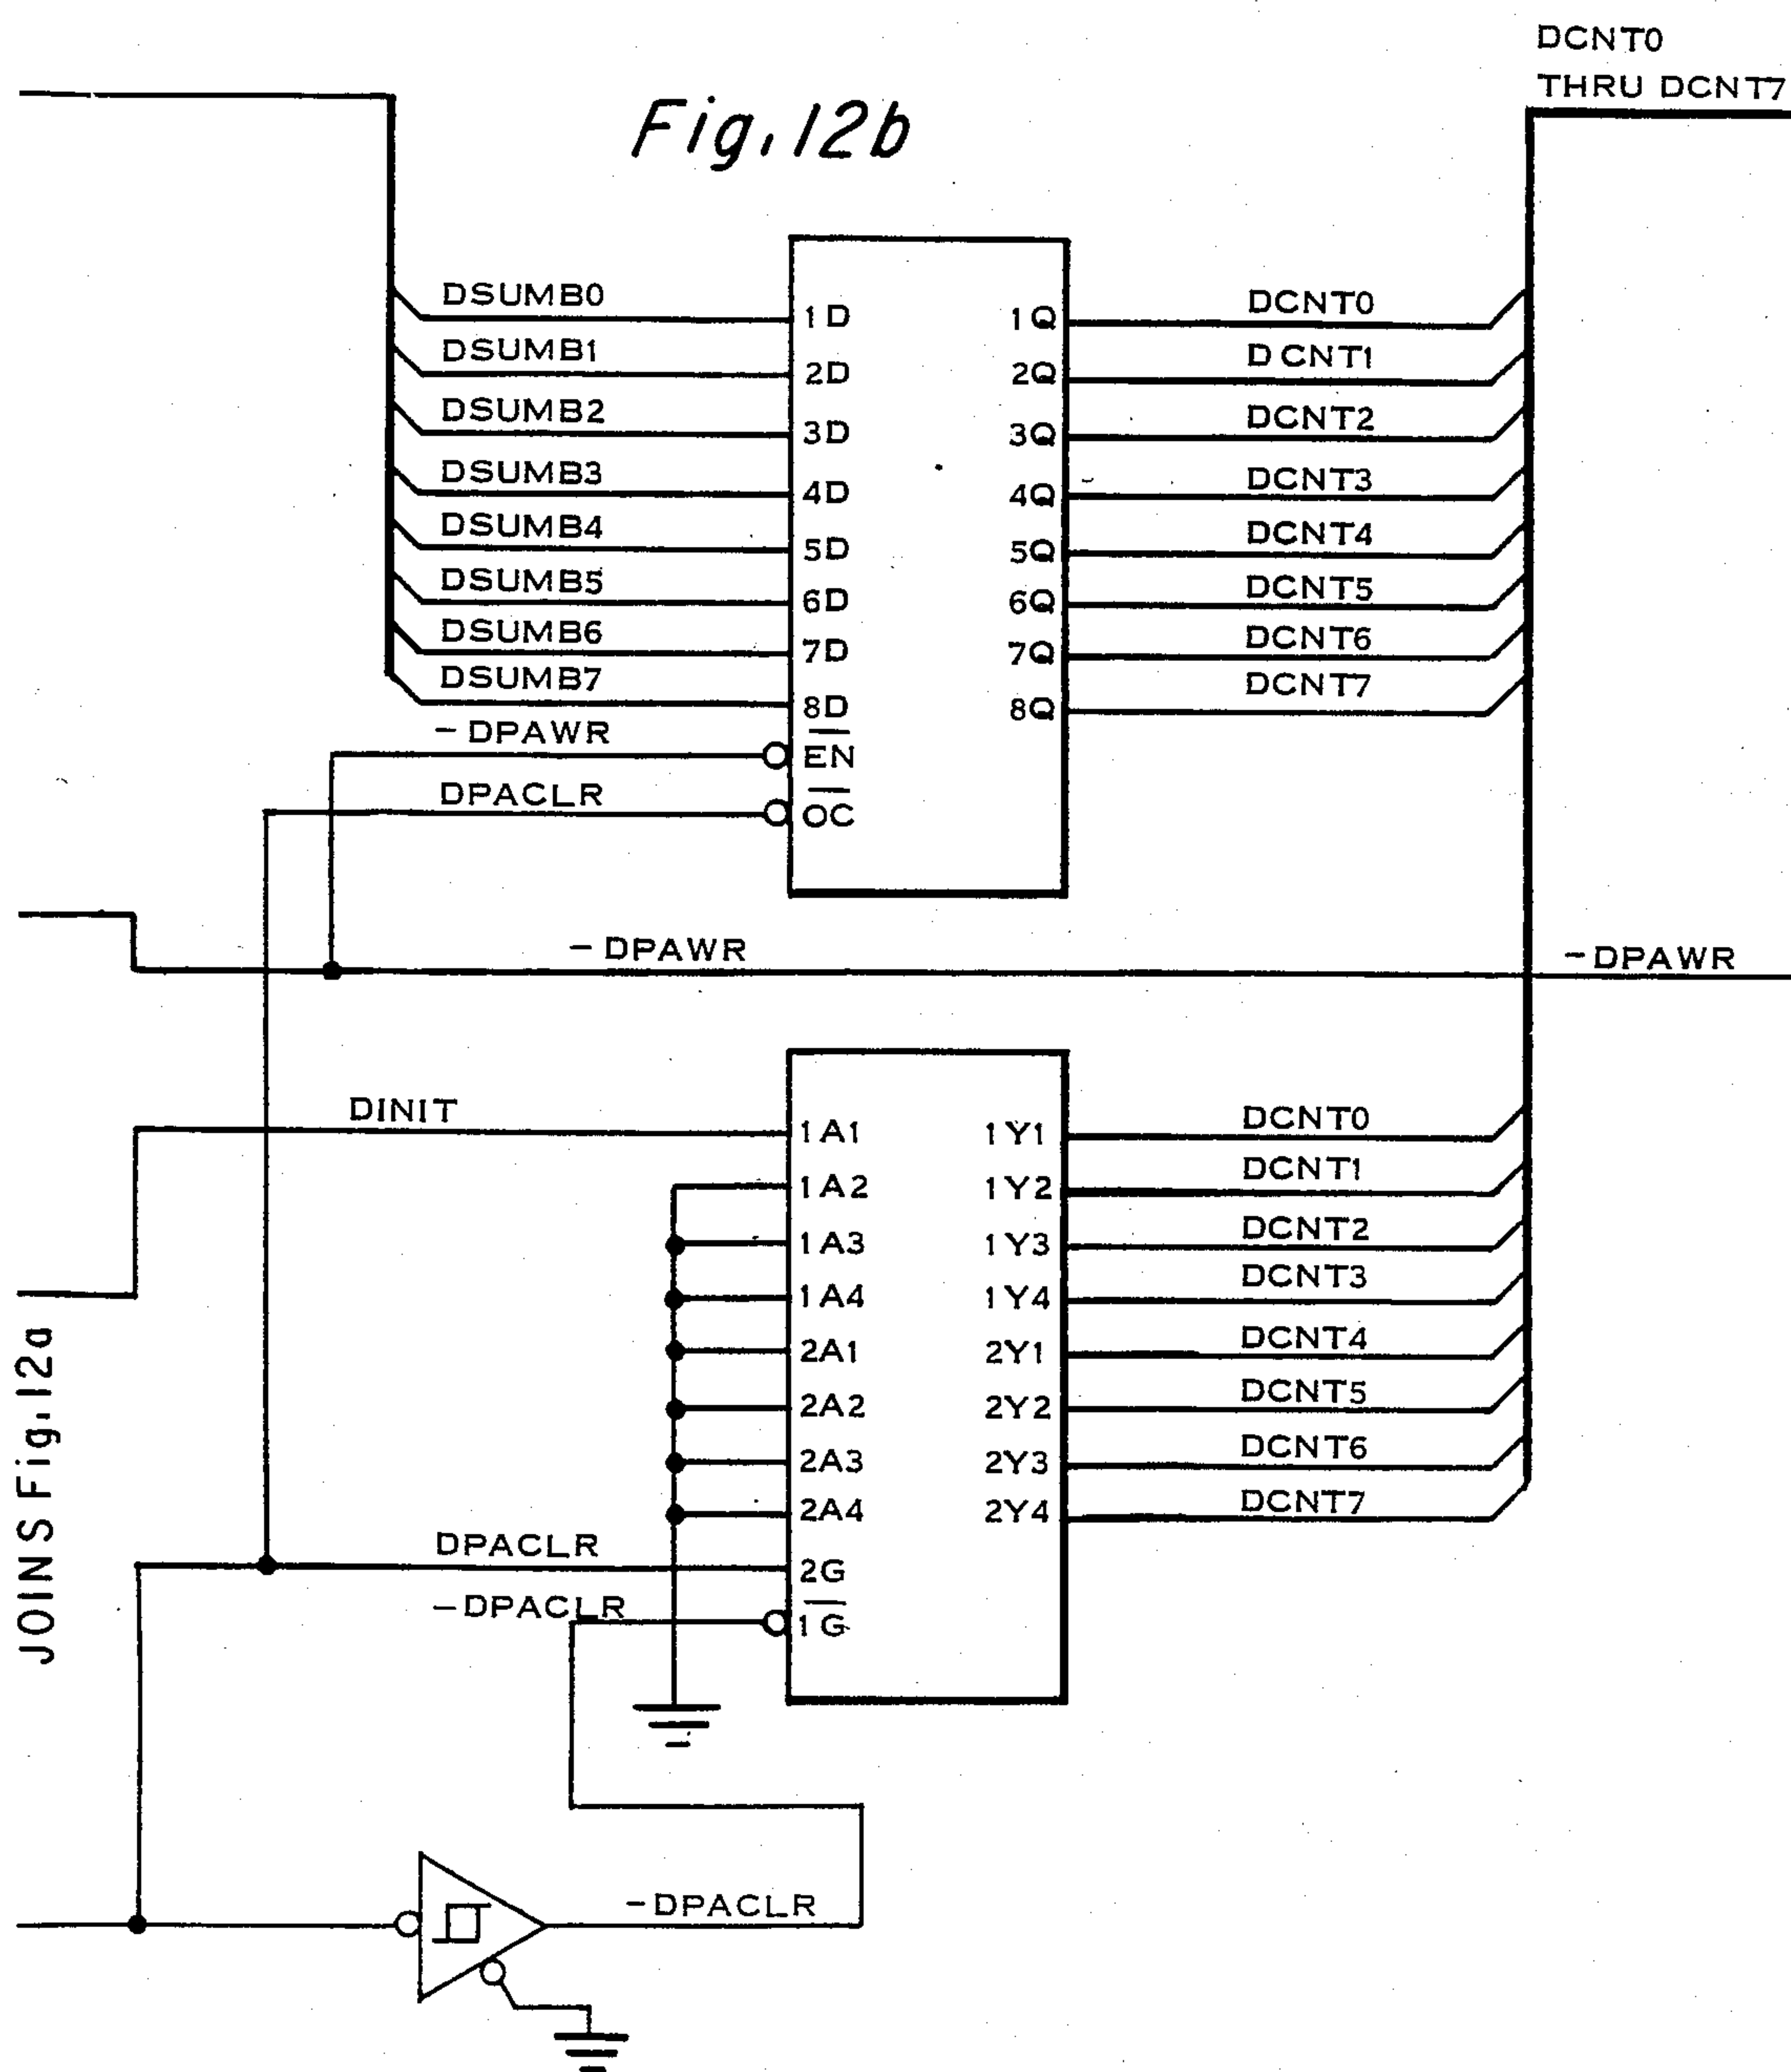 DCNT0
THRU DCNT7
Fig. 12b
DSUMB0
1D
1Q
DCNT0
DSUMB1
2D
2Q
DCNT1
DSUMB2
3D
3Q
DCNT2
DSUMB3
4D
4Q
DCNT3
DSUMB4
5D
5Q
DCNT4
DSUMB5
6D
6Q
DCNT5
DSUMB6
7D
7Q
DCNT6
DSUMB7
8D
8Q
DCNT7
-DPAWR
EN
DPACLR
OC
-DPAWR
-DPAWR
DINIT
1A1
1Y1
DCNT0
1A2
1Y2
DCNT1
1A3
1Y3
DCNT2
1A4
1Y4
DCNT3
2A1
2Y1
DCNT4
2A2
2Y2
DCNT5
2A3
2Y3
DCNT6
2A4
2Y4
DCNT7
DPACLR
2G
-DPACLR
1G
JOINS Fig. 12a
-DPACLR